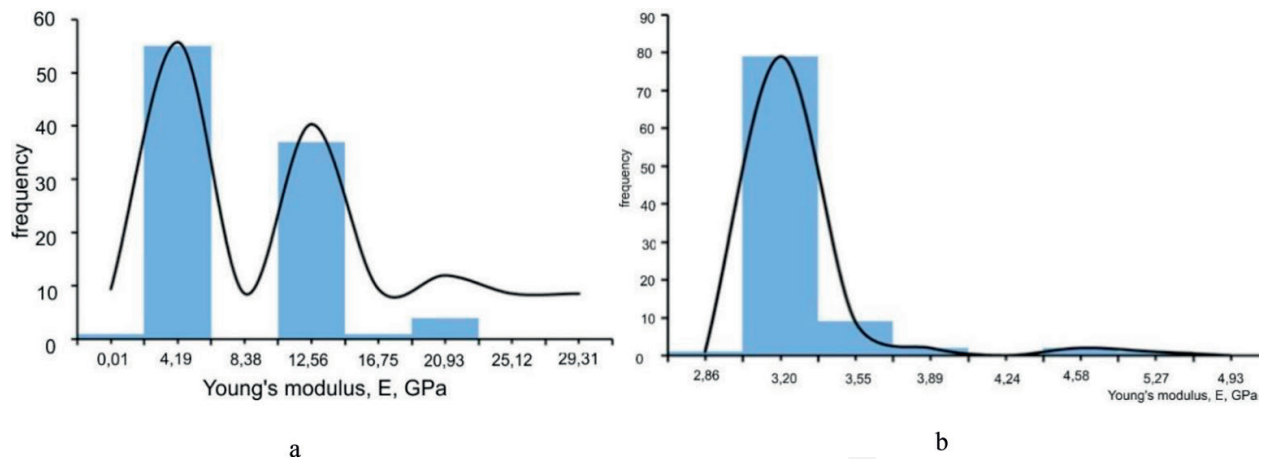 60
50
40
30
20
10
0
frequency
0,01 4,19 8,38 12,56 16,75 20,93 25,12 29,31
Young's modulus, E, GPa
a
90
80
70
60
50
40
30
20
10
0
frequency
2,86 3,20 3,55 3,89 4,24 4,58 5,27 4,93
Young's modulus, E, GPa
b